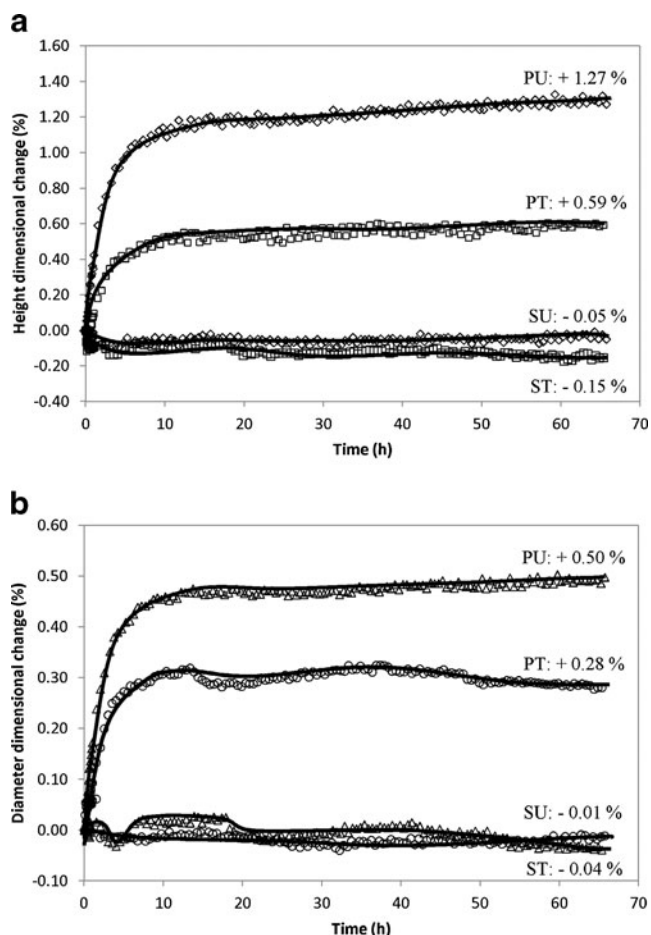 a
1.60
1.40
1.20
1.00
0.80
0.60
0.40
0.20
0.00
-0.20
-0.40
Height dimensional change (%)
PU: + 1.27 %
PT: + 0.59 %
SU: - 0.05 %
ST: - 0.15 %
0 10 20 30 40 50 60 70
Time (h)
b
0.60
0.50
0.40
0.30
0.20
0.10
0.00
-0.10
Diameter dimensional change (%)
PU: + 0.50 %
PT: + 0.28 %
SU: - 0.01 %
ST: - 0.04 %
0 10 20 30 40 50 60 70
Time (h)